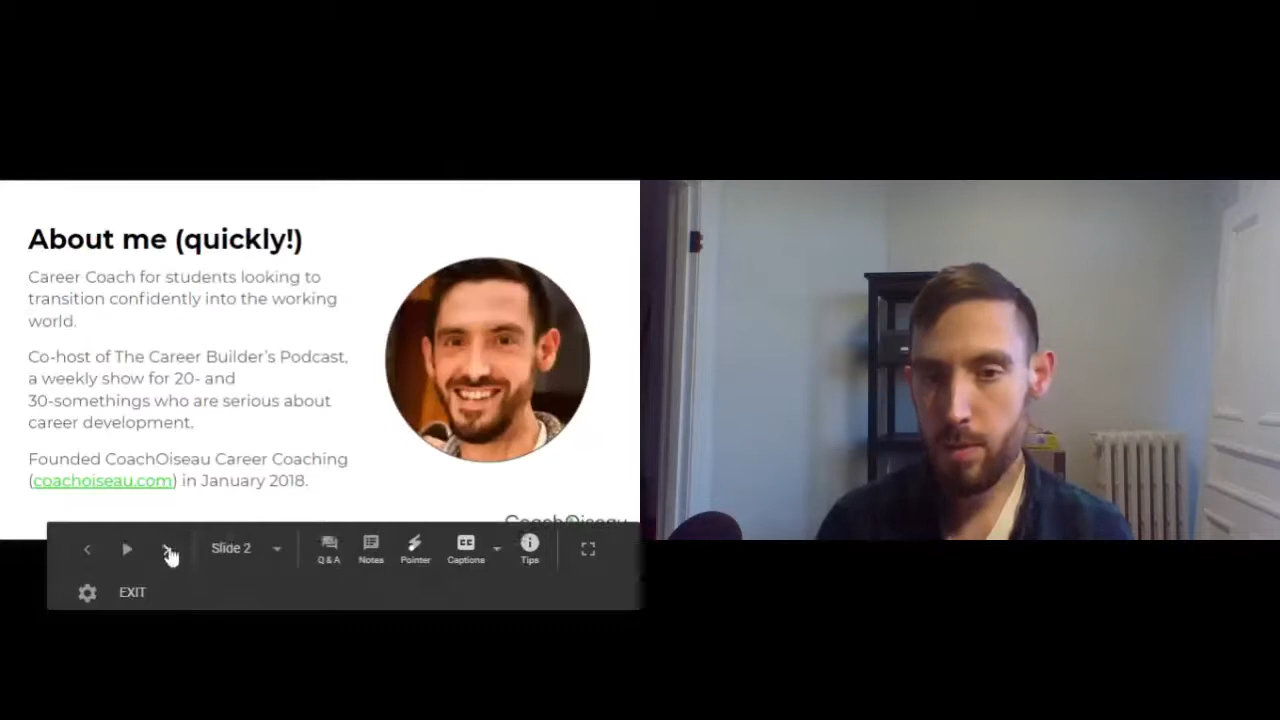 About me (quickly!)
Career Coach for students looking to
transition confidently into the working
world.
Co-host of The Career Builder's Podcast,
a weekly show for 20- and
30-somethings who are serious about
career development.
Founded CoachOiseau Career Coaching
(coachoiseau.com) in January 2018.
CoachOiseau
Slide 2
Q & A
Notes
Pointer
CC
Captions
Tips
EXIT